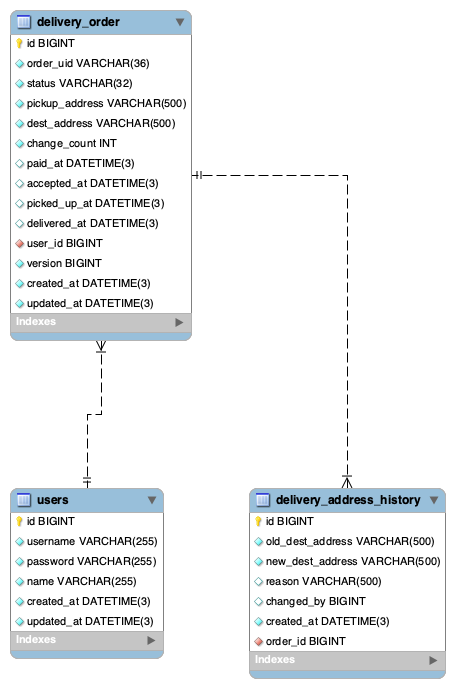 delivery_order
id BIGINT
order_uid VARCHAR(36)
status VARCHAR(32)
pickup_address VARCHAR(500)
dest_address VARCHAR(500)
change_count INT
paid_at DATETIME(3)
accepted_at DATETIME(3)
picked_up_at DATETIME(3)
delivered_at DATETIME(3)
user_id BIGINT
version BIGINT
created_at DATETIME(3)
updated_at DATETIME(3)
Indexes
users
id BIGINT
username VARCHAR(255)
password VARCHAR(255)
name VARCHAR(255)
created_at DATETIME(3)
updated_at DATETIME(3)
Indexes
delivery_address_history
id BIGINT
old_dest_address VARCHAR(500)
new_dest_address VARCHAR(500)
reason VARCHAR(500)
changed_by BIGINT
created_at DATETIME(3)
order_id BIGINT
Indexes